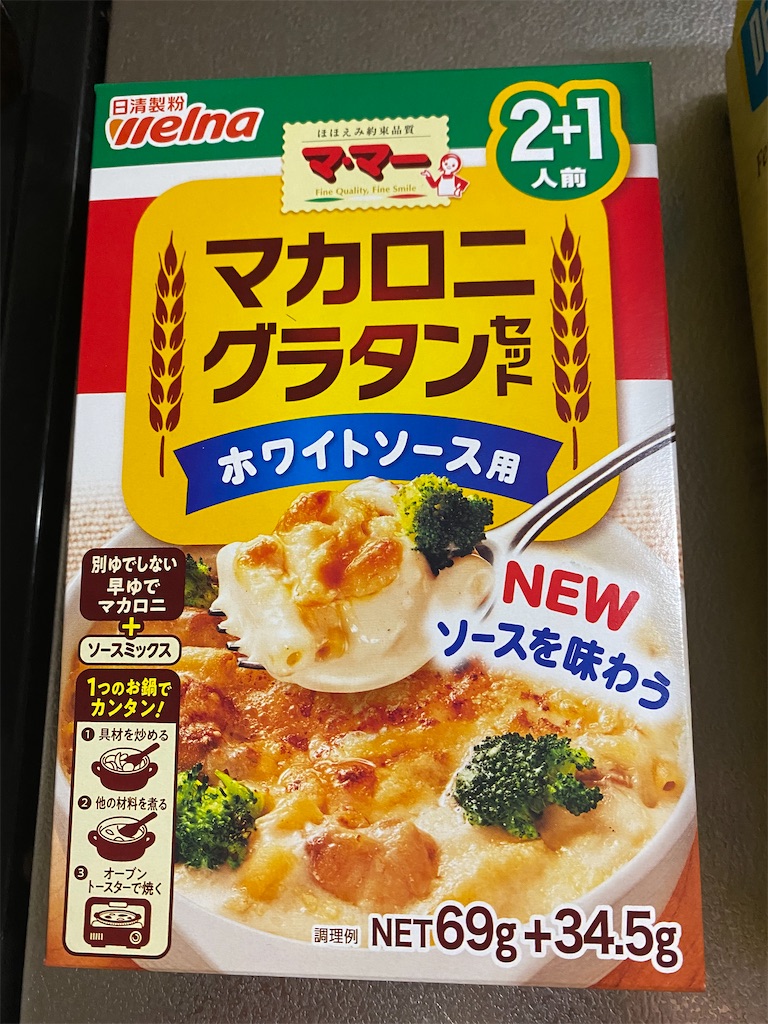 日清製粉
Welna
ほほえみ約束品質
マ・マー
Fine Quality, Fine Smile
2+1
人前
マカロニ
グラタンセット
ホワイトソース用
別ゆでしない
早ゆで
マカロニ
+
ソースミックス
1つのお鍋で
カンタン!
1 具材を炒める
2 他の材料を煮る
3 オーブン
トースターで焼く
NEW
ソースを味わう
調理例 NET69g+34.5g